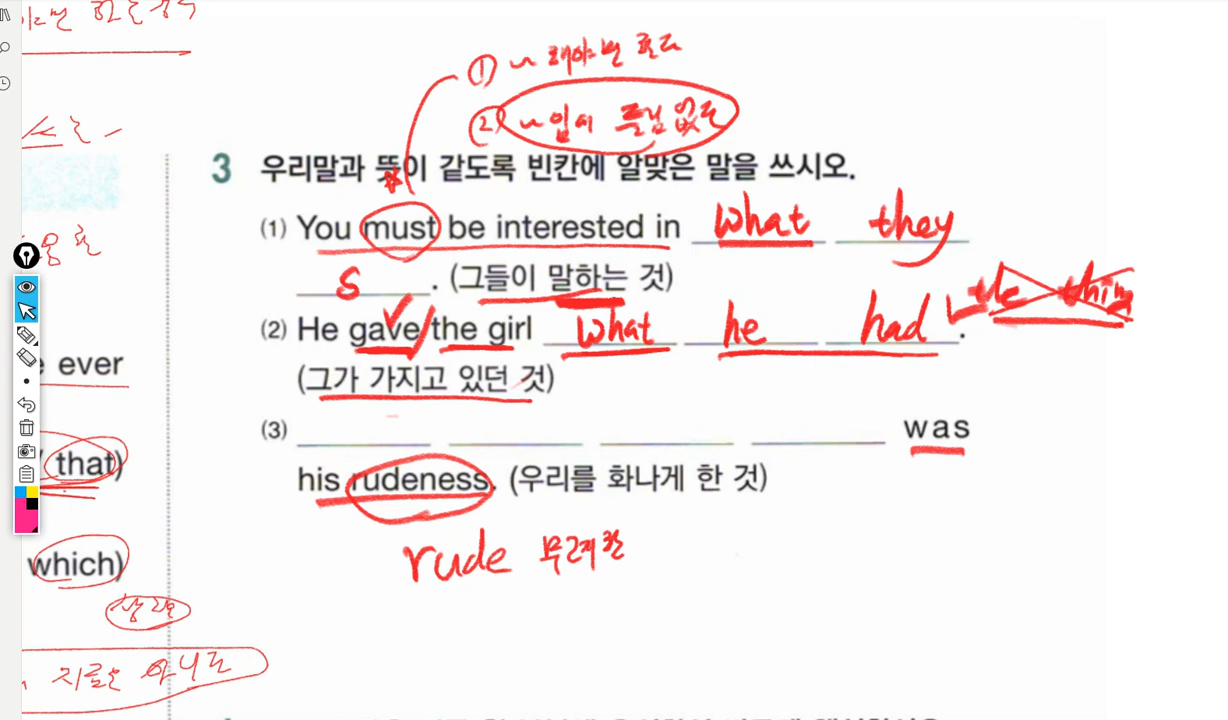 ① ~ 해야만 한다
② ~임에 틀림없다
3 우리말과 뜻이 같도록 빈칸에 알맞은 말을 쓰시오.
(1) You must be interested in what they
s . (그들이 말하는 것)
the thing
(2) He gave the girl what he had .
(그가 가지고 있던 것)
(3) was
his rudeness. (우리를 화나게 한 것)
rude 무례한
ever
that)
which)